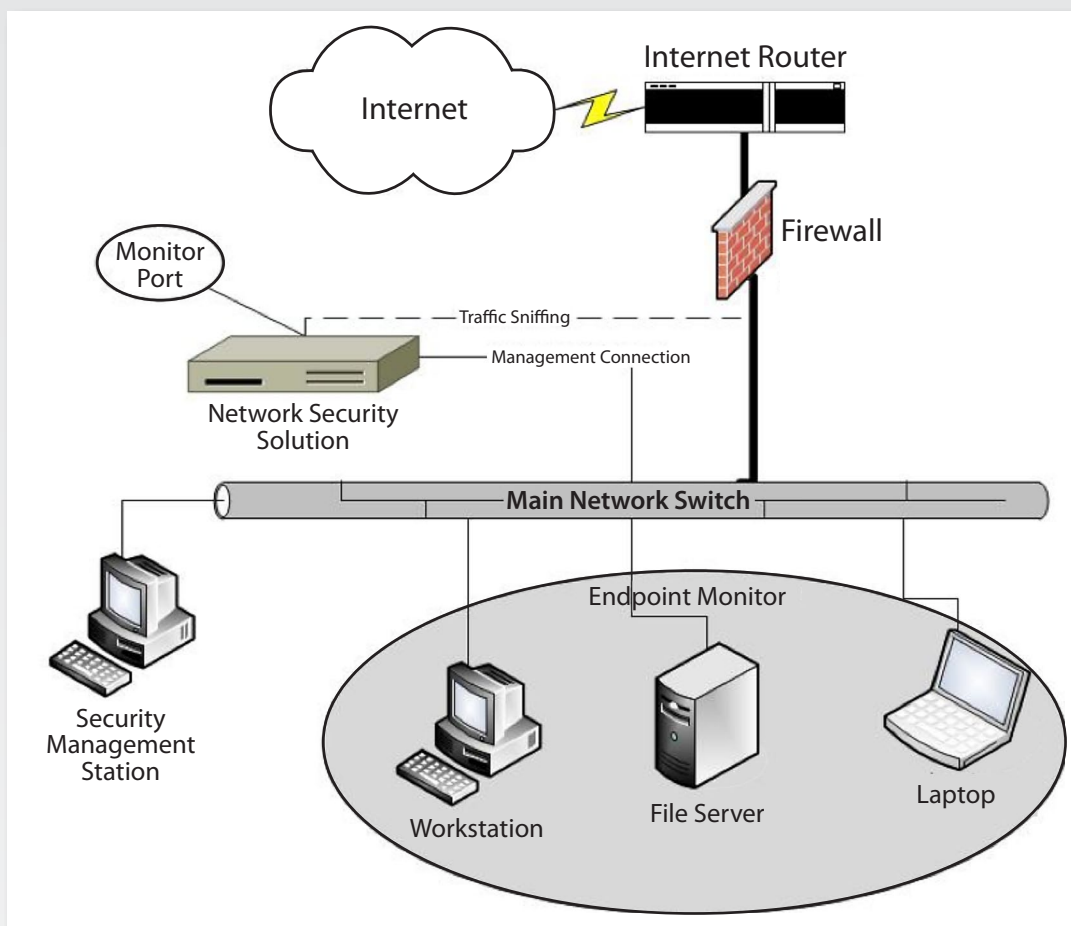 Internet Router
Internet
Firewall
Monitor
Port
Traffic Sniffing
Management Connection
Network Security
Solution
Main Network Switch
Endpoint Monitor
Security
Management
Station
Workstation
File Server
Laptop